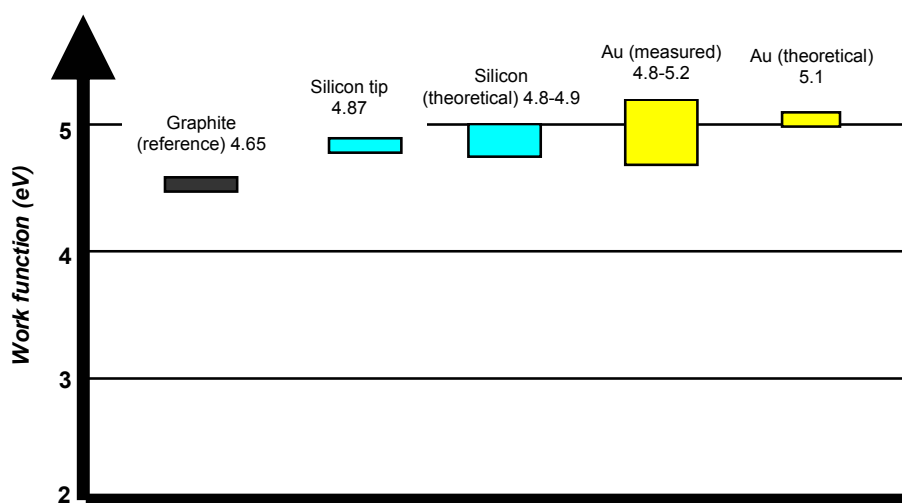 Au (measured)
4.8-5.2
Au (theoretical)
5.1
Silicon
(theoretical) 4.8-4.9
Silicon tip
4.87
Graphite
(reference) 4.65
5
4
3
2
Work function (eV)